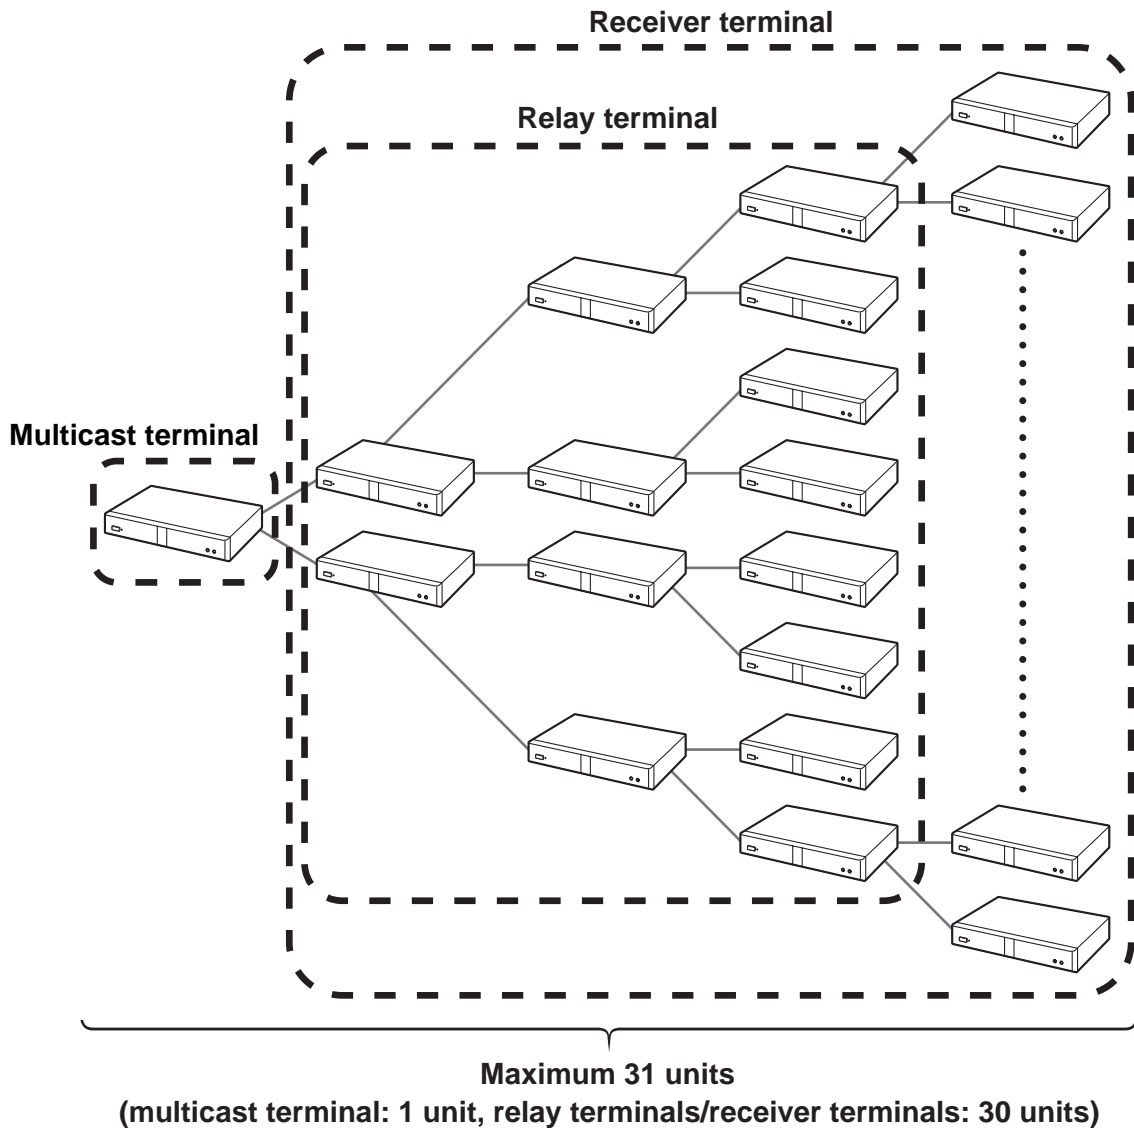 Receiver terminal
Relay terminal
Multicast terminal
Maximum 31 units
(multicast terminal: 1 unit, relay terminals/receiver terminals: 30 units)